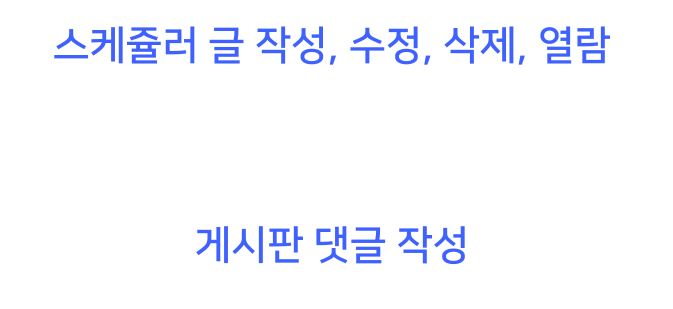 스케쥴러 글 작성, 수정, 삭제, 열람
게시판 댓글 작성